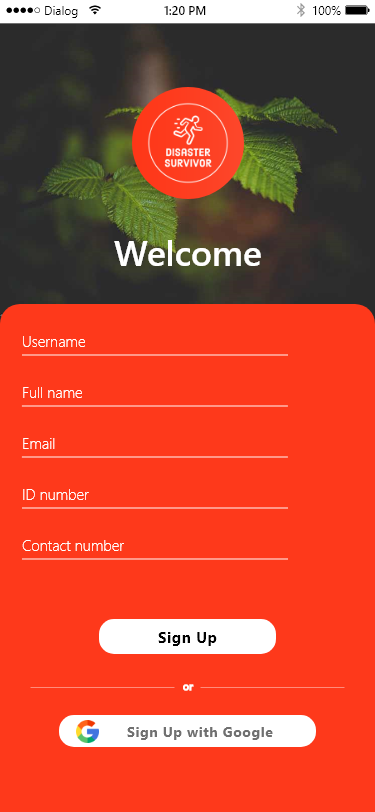 Dialog 1:20 PM 100%
DISASTER
SURVIVOR
Welcome
Username
Full name
Email
ID number
Contact number
Sign Up
or
Sign Up with Google